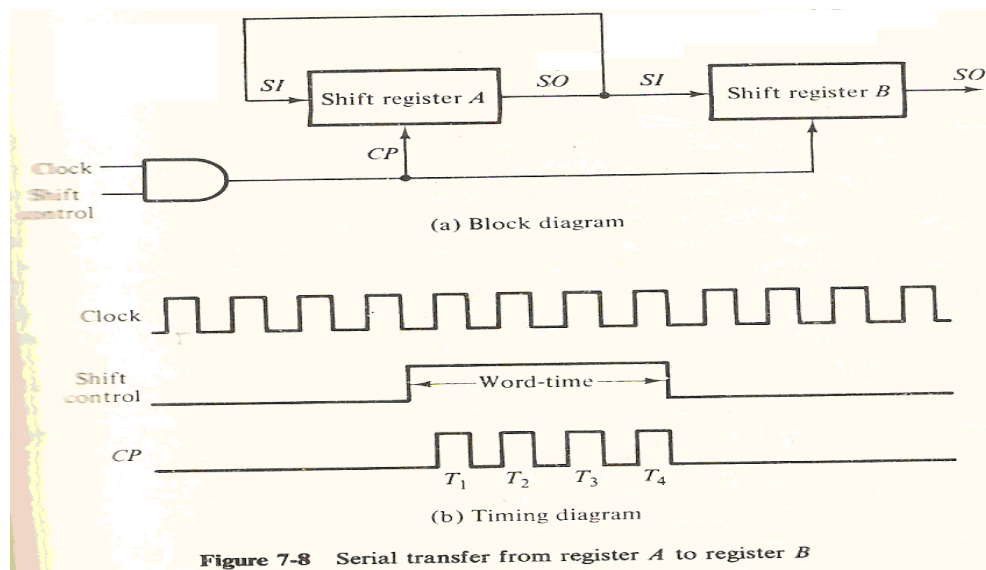 SI
Shift register A
SO
SI
Shift register B
SO
CP
Clock
Shift
control
(a) Block diagram
Clock
Shift
control
Word-time
CP
T1 T2 T3 T4
(b) Timing diagram
Figure 7-8 Serial transfer from register A to register B